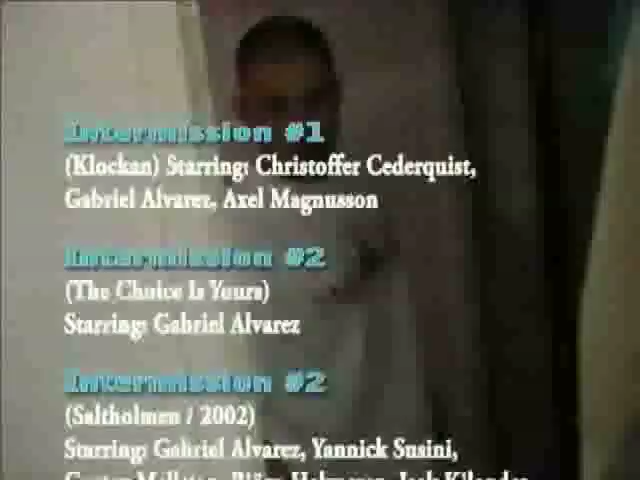 Intermission #1
(Klockan) Starring: Christoffer Cederquist,
Gabriel Alvarez, Axel Magnusson
Intermission #2
(The Choice Is Yours)
Starring: Gabriel Alvarez
Intermission #2
(Saltholmen / 2002)
Starring: Gabriel Alvarez, Yannick Susini,